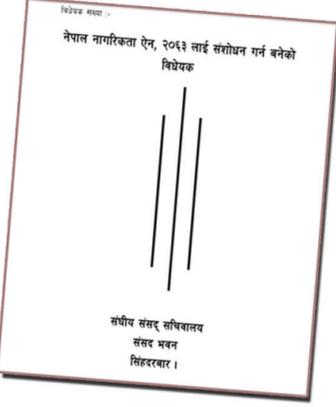 विधेयक संख्या :-
नेपाल नागरिकता ऐन, २०६३ लाई संशोधन गर्न बनेको
विधेयक
संघीय संसद् सचिवालय
संसद भवन
सिंहदरबार ।